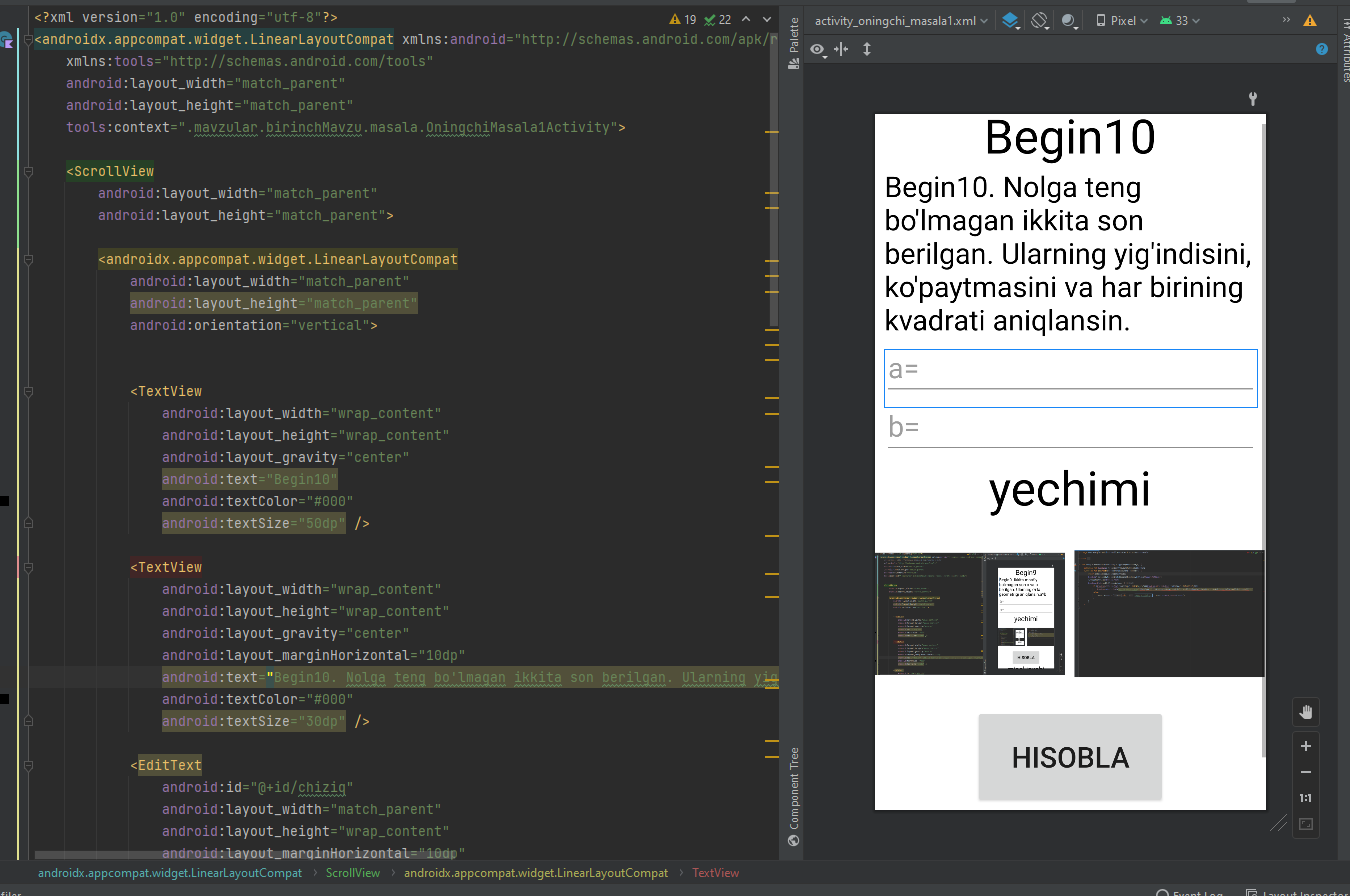 <?xml version="1.0" encoding="utf-8"?>
19 22
<androidx.appcompat.widget.LinearLayoutCompat xmlns:android="http://schemas.android.com/apk/r
xmlns:tools="http://schemas.android.com/tools"
android:layout_width="match_parent"
android:layout_height="match_parent"
tools:context=".mavzular.birinchMavzu.masala.OningchiMasala1Activity">
<ScrollView
android:layout_width="match_parent"
android:layout_height="match_parent">
<androidx.appcompat.widget.LinearLayoutCompat
android:layout_width="match_parent"
android:layout_height="match_parent"
android:orientation="vertical">
<TextView
android:layout_width="wrap_content"
android:layout_height="wrap_content"
android:layout_gravity="center"
android:text="Begin10"
android:textColor="#000"
android:textSize="50dp" />
<TextView
android:layout_width="wrap_content"
android:layout_height="wrap_content"
android:layout_gravity="center"
android:layout_marginHorizontal="10dp"
android:text="Begin10. Nolga teng bo'lmagan ikkita son berilgan. Ularning yig
android:textColor="#000"
android:textSize="30dp" />
<EditText
android:id="@+id/chiziq"
android:layout_width="match_parent"
android:layout_height="wrap_content"
android:layout_marginHorizontal="10dp"
androidx.appcompat.widget.LinearLayoutCompat > ScrollView > androidx.appcompat.widget.LinearLayoutCompat > TextView
Palette
Component Tree
activity_oningchi_masala1.xml
Pixel
33
Attributes
Begin10
Begin10. Nolga teng
bo'lmagan ikkita son
berilgan. Ularning yig'indisini,
ko'paytmasini va har birining
kvadrati aniqlansin.
a=
b=
yechimi
Begin9
yechimi
HISOBLA
HISOBLA
1:1
Event Log
Layout Inspector